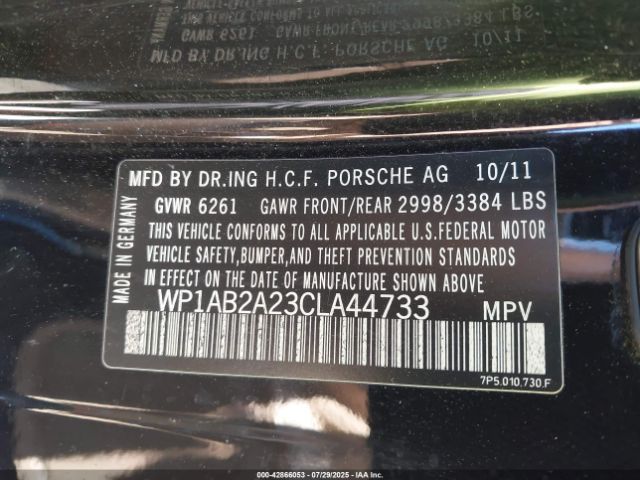 MFD BY DR.ING H.C.F. PORSCHE AG 10/11
GVWR 6261 GAWR FRONT/REAR 2998/3384 LBS
THIS VEHICLE CONFORMS TO ALL APPLICABLE U.S.FEDERAL MOTOR
VEHICLE SAFETY,BUMPER,AND THEFT PREVENTION STANDARDS
IN EFFECT ON THE DATE OF MANUFACTURE SHOWN ABOVE.
WP1AB2A23CLA44733 MPV
MADE IN GERMANY
7P5.010.730.F
000-42866053 - 07/29/2025 - IAAI.COM